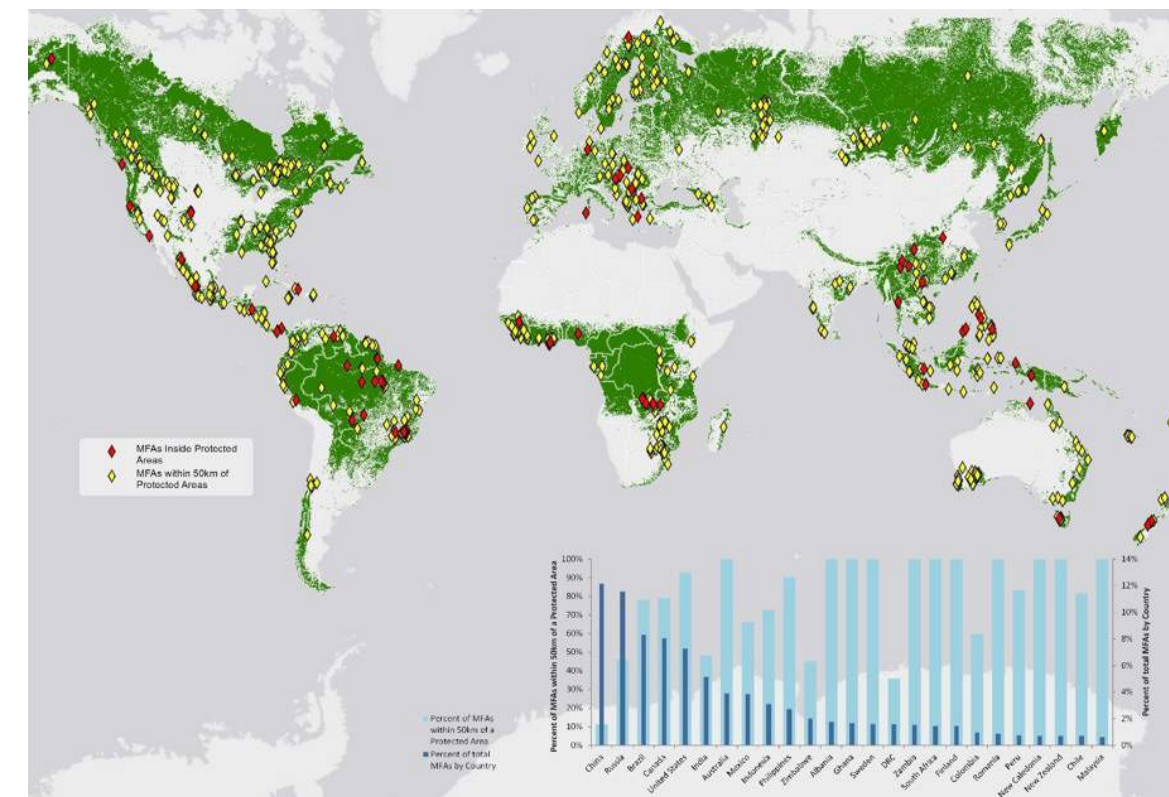 MFAs Inside Protected
Areas
MFAs within 50km of
Protected Areas
Percent of MFAs within 50km of a Protected Area
100%
90%
80%
70%
60%
50%
40%
30%
20%
10%
0%
14%
12%
10%
8%
6%
4%
2%
0%
Percent of total MFAs by Country
Percent of MFAs
within 50km of a
Protected Area
Percent of total
MFAs by Country
China
Russia
Brazil
Canada
United States
India
Australia
Mexico
Indonesia
Philippines
Zimbabwe
Albania
Ghana
Sweden
DRC
Zambia
South Africa
Finland
Colombia
Romania
Peru
New Caledonia
New Zealand
Chile
Malaysia